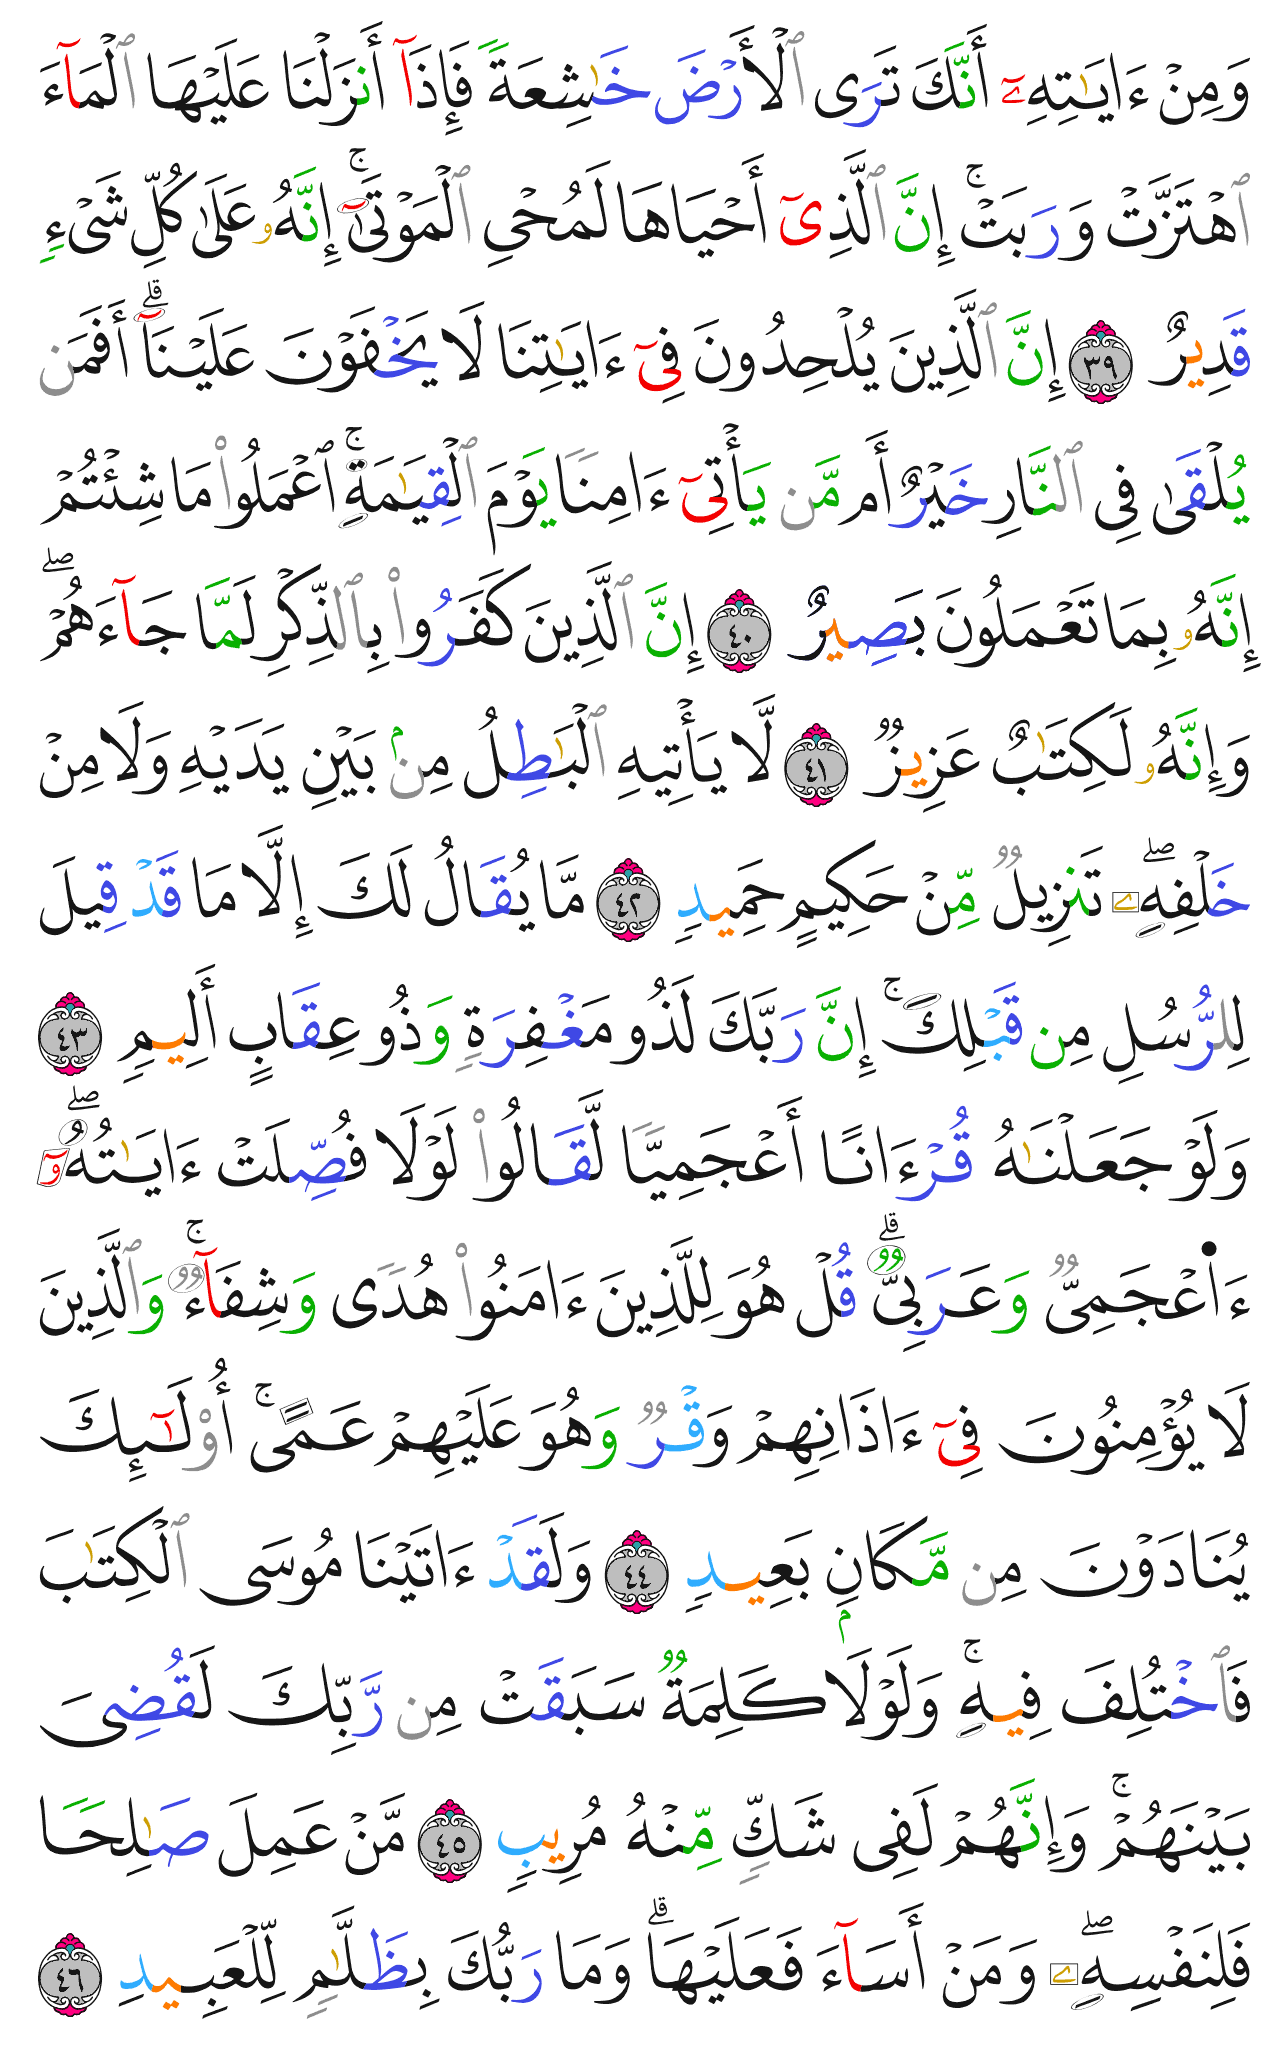 وَمِنْ ءَايَٰتِهِۦٓ أَنَّكَ تَرَى ٱلْأَرْضَ خَٰشِعَةً فَإِذَآ أَنزَلْنَا عَلَيْهَا ٱلْمَآءَ
ٱهْتَزَّتْ وَرَبَتْ ۚ إِنَّ ٱلَّذِىٓ أَحْيَاهَا لَمُحْىِ ٱلْمَوْتَىٰٓ ۚ إِنَّهُۥ عَلَىٰ كُلِّ شَىْءٍ
قَدِيرٌ ٣٩ إِنَّ ٱلَّذِينَ يُلْحِدُونَ فِىٓ ءَايَٰتِنَا لَا يَخْفَوْنَ عَلَيْنَآ ۗ أَفَمَن
يُلْقَىٰ فِى ٱلنَّارِ خَيْرٌ أَم مَّن يَأْتِىٓ ءَامِنًا يَوْمَ ٱلْقِيَٰمَةِ ۚ ٱعْمَلُوا۟ مَا شِئْتُمْ
إِنَّهُۥ بِمَا تَعْمَلُونَ بَصِيرٌ ٤٠ إِنَّ ٱلَّذِينَ كَفَرُوا۟ بِٱلذِّكْرِ لَمَّا جَآءَهُمْ ۖ
وَإِنَّهُۥ لَكِتَٰبٌ عَزِيزٌ ٤١ لَّا يَأْتِيهِ ٱلْبَٰطِلُ مِنۢ بَيْنِ يَدَيْهِ وَلَا مِنْ
خَلْفِهِۦ ۖ تَنزِيلٌ مِّنْ حَكِيمٍ حَمِيدٍ ٤٢ مَّا يُقَالُ لَكَ إِلَّا مَا قَدْ قِيلَ
لِلرُّسُلِ مِن قَبْلِكَ ۚ إِنَّ رَبَّكَ لَذُو مَغْفِرَةٍ وَذُو عِقَابٍ أَلِيمٍ ٤٣
وَلَوْ جَعَلْنَٰهُ قُرْءَانًا أَعْجَمِيًّا لَّقَالُوا۟ لَوْلَا فُصِّلَتْ ءَايَٰتُهُۥٓ ۖ
ءَا۬عْجَمِىٌّ وَعَرَبِىٌّ ۗ قُلْ هُوَ لِلَّذِينَ ءَامَنُوا۟ هُدًى وَشِفَآءٌ ۚ وَٱلَّذِينَ
لَا يُؤْمِنُونَ فِىٓ ءَاذَانِهِمْ وَقْرٌ وَهُوَ عَلَيْهِمْ عَمًى ۚ أُو۟لَٰٓئِكَ
يُنَادَوْنَ مِن مَّكَانٍۭ بَعِيدٍ ٤٤ وَلَقَدْ ءَاتَيْنَا مُوسَى ٱلْكِتَٰبَ
فَٱخْتُلِفَ فِيهِ ۚ وَلَوْلَا كَلِمَةٌ سَبَقَتْ مِن رَّبِّكَ لَقُضِىَ
بَيْنَهُمْ ۚ وَإِنَّهُمْ لَفِى شَكٍّ مِّنْهُ مُرِيبٍ ٤٥ مَّنْ عَمِلَ صَٰلِحًا
فَلِنَفْسِهِۦ ۖ وَمَنْ أَسَآءَ فَعَلَيْهَا ۗ وَمَا رَبُّكَ بِظَلَّٰمٍ لِّلْعَبِيدِ ٤٦